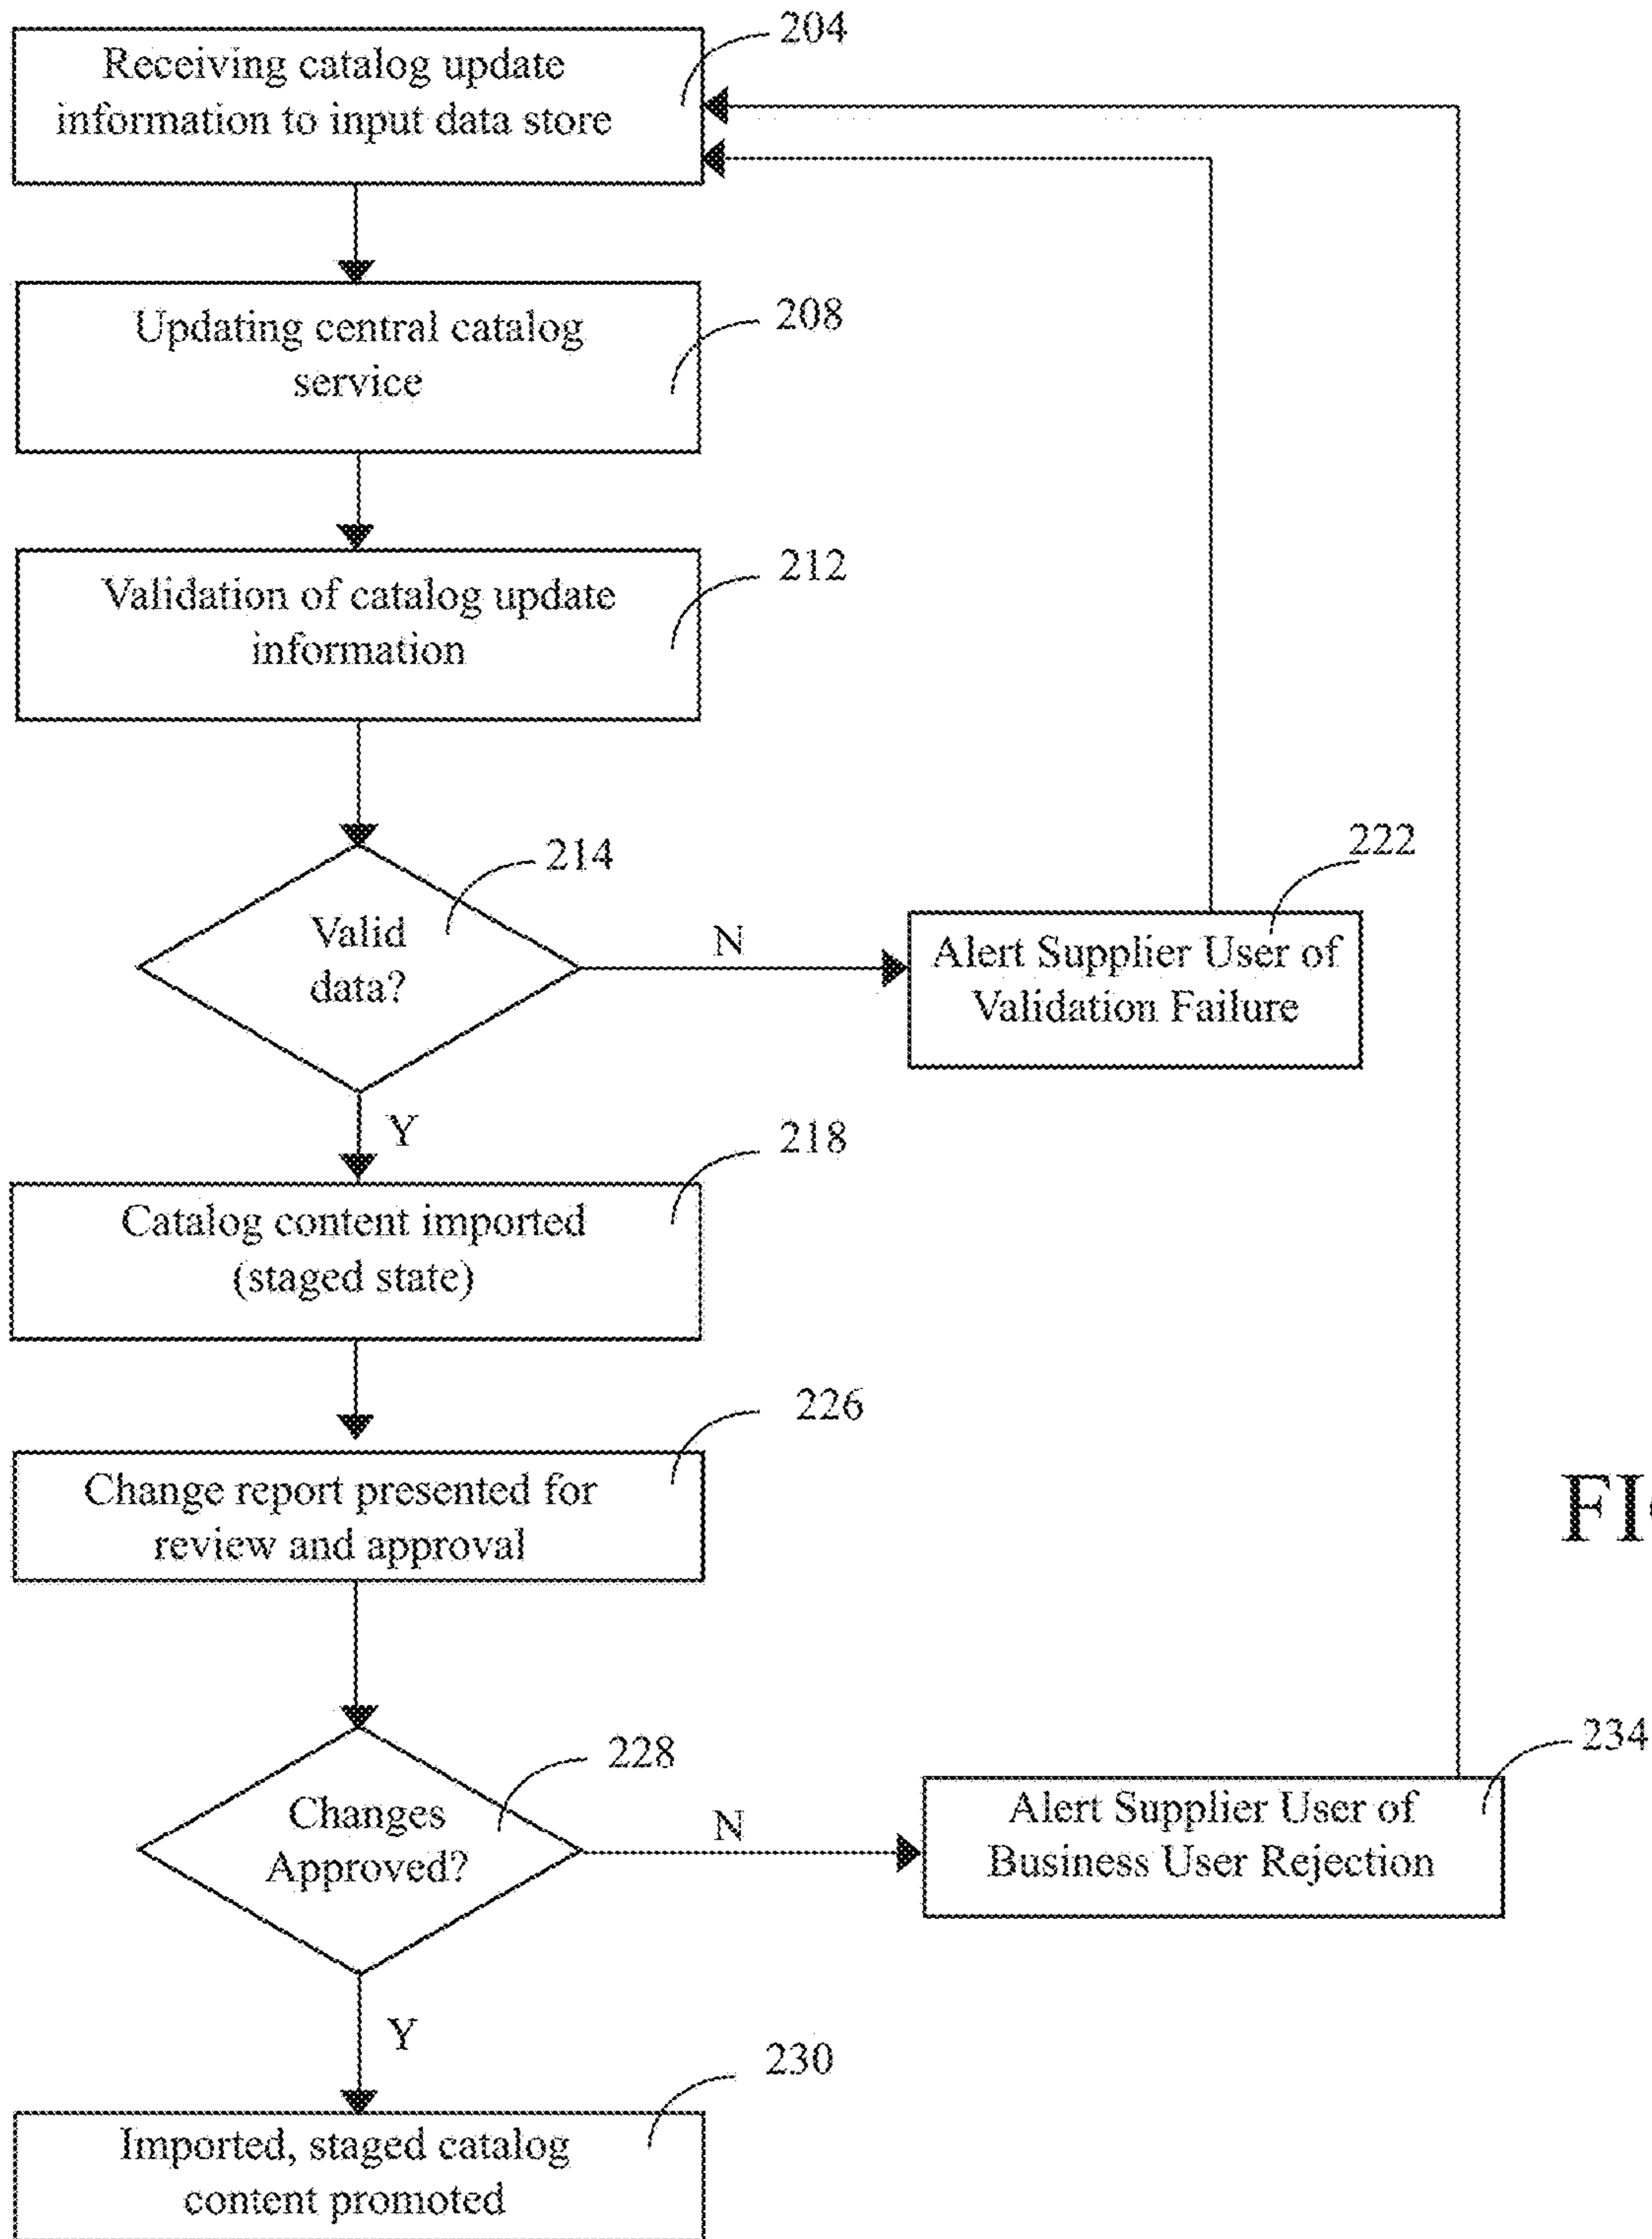 204
Receiving catalog update
information to input data store
208
Updating central catalog
service
212
Validation of catalog update
information
214
Valid
data?
N
222
Alert Supplier User of
Validation Failure
Y
218
Catalog content imported
(staged state)
226
Change report presented for
review and approval
228
Changes
Approved?
N
234
Alert Supplier User of
Business User Rejection
Y
230
Imported, staged catalog
content promoted